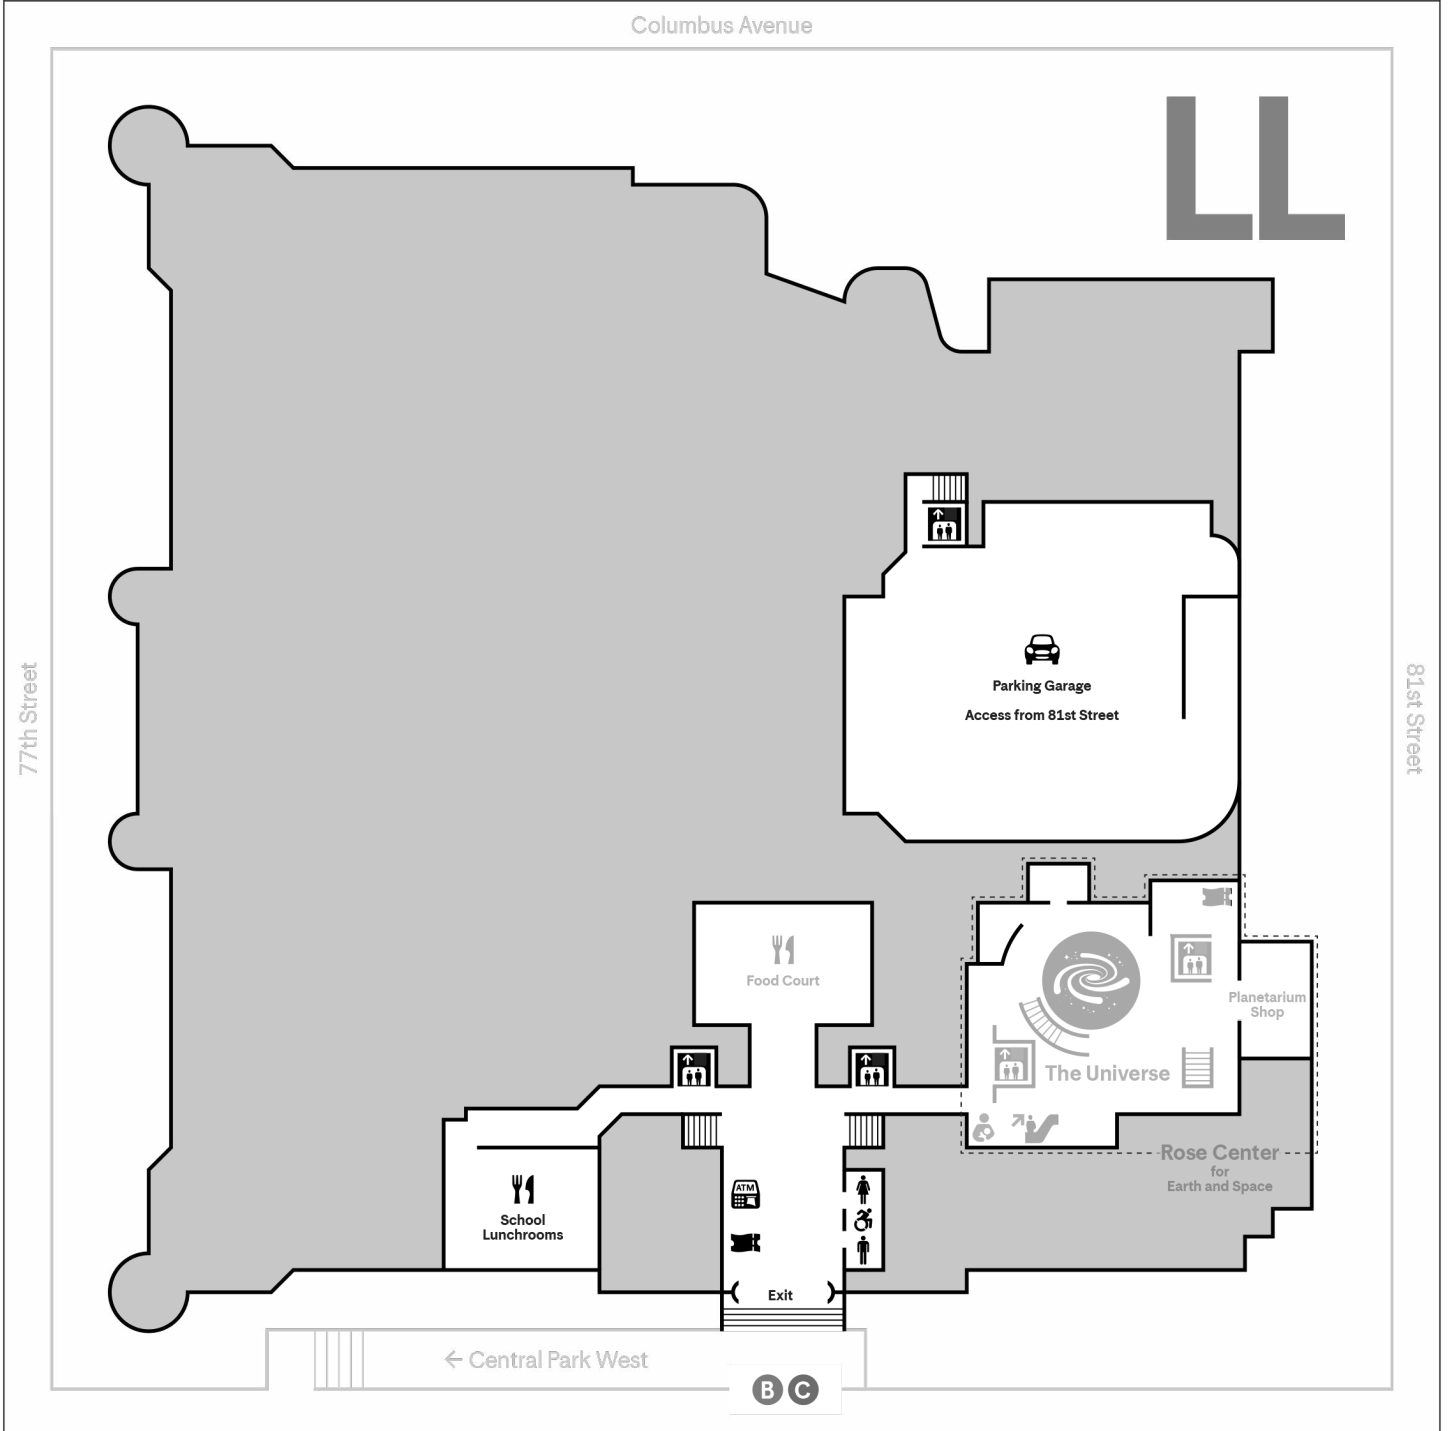 Columbus Avenue
LL
77th Street
81st Street
Parking Garage
Access from 81st Street
Food Court
Planetarium
Shop
The Universe
Rose Center
for
Earth and Space
ATM
School
Lunchrooms
Exit
← Central Park West
B C